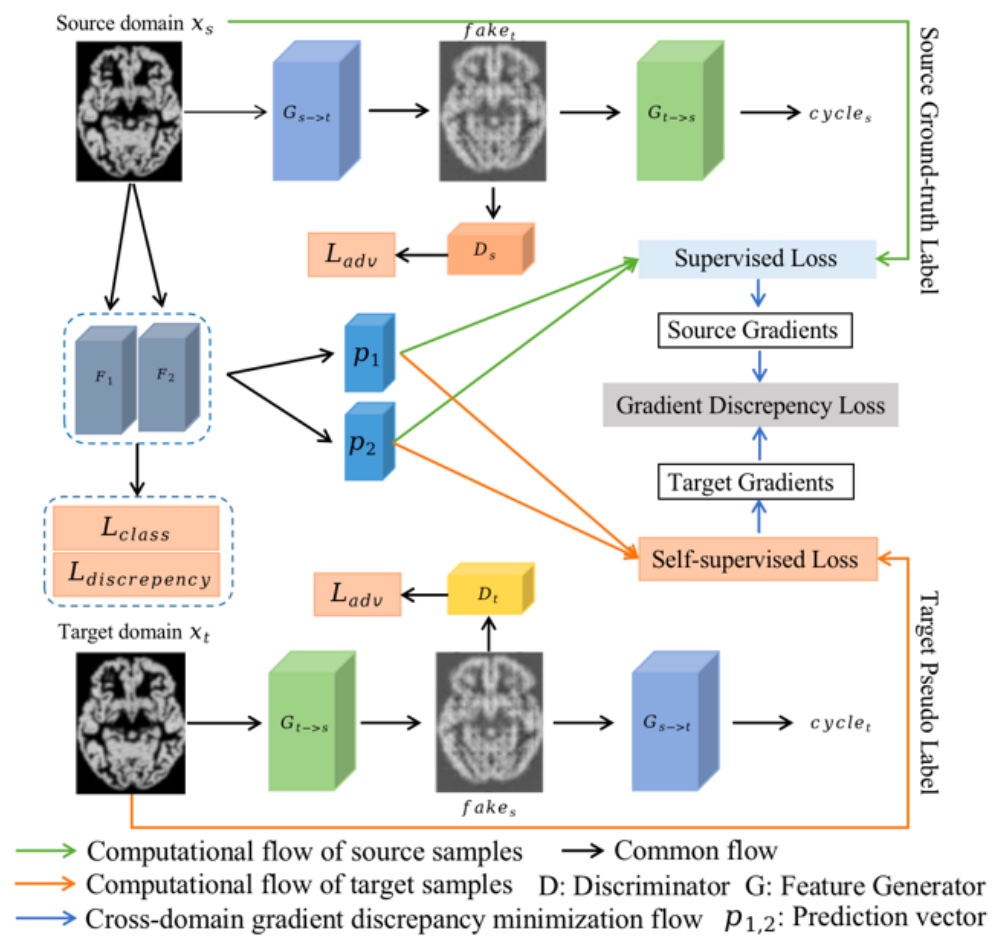 Source domain x_s
fake_t
G_{s->t}
G_{t->s}
cycle_s
Source Ground-truth Label
L_{adv}
D_s
Supervised Loss
Source Gradients
F_1
F_2
p_1
p_2
Gradient Discrepancy Loss
Target Gradients
L_{class}
L_{discrepency}
Self-supervised Loss
L_{adv}
D_t
Target Pseudo Label
Target domain x_t
G_{t->s}
G_{s->t}
cycle_t
fake_s
Computational flow of source samples
Common flow
Computational flow of target samples
D: Discriminator G: Feature Generator
Cross-domain gradient discrepancy minimization flow
p_{1,2}: Prediction vector